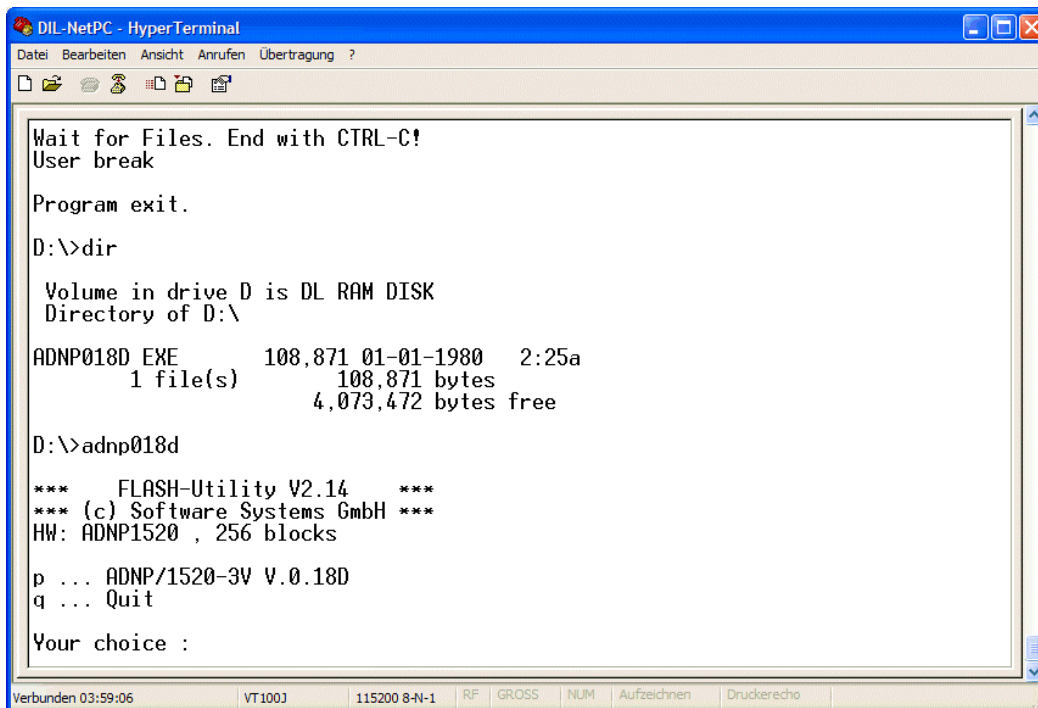 DIL-NetPC - HyperTerminal
Datei Bearbeiten Ansicht Anrufen Übertragung ?
Wait for Files. End with CTRL-C!
User break
Program exit.
D:\>dir
Volume in drive D is DL RAM DISK
Directory of D:\
ADNP018D EXE 108,871 01-01-1980 2:25a
1 file(s) 108,871 bytes
4,073,472 bytes free
D:\>adnp018d
*** FLASH-Utility V2.14 ***
*** (c) Software Systems GmbH ***
HW: ADNP1520 , 256 blocks
p ... ADNP/1520-3V V.0.18D
q ... Quit
Your choice :
Verbunden 03:59:06 VT100J 115200 8-N-1 RF GROSS NUM Aufzeichnen Druckerecho